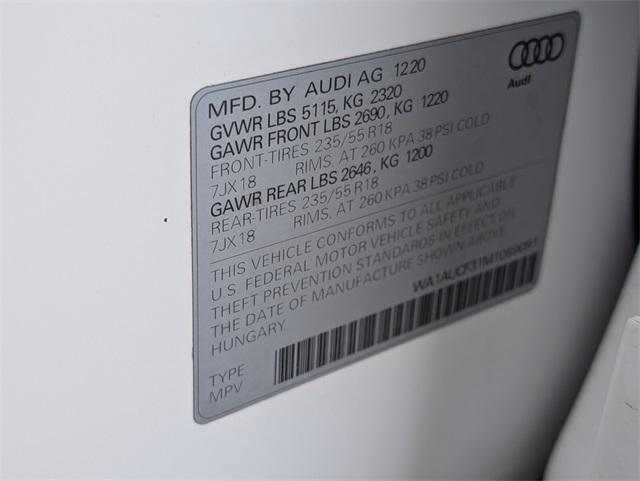 Audi
MFD. BY AUDI AG 12 20
GVWR LBS 5115, KG 2320
GAWR FRONT LBS 2690, KG 1220
FRONT-TIRES 235/55 R18
7JX18 RIMS, AT 260 KPA 38 PSI COLD
GAWR REAR LBS 2646, KG 1200
REAR-TIRES 235/55 R18
7JX18 RIMS, AT 260 KPA 38 PSI COLD
THIS VEHICLE CONFORMS TO ALL APPLICABLE
U.S. FEDERAL MOTOR VEHICLE SAFETY AND
THEFT PREVENTION STANDARDS IN EFFECT ON
THE DATE OF MANUFACTURE SHOWN ABOVE.
HUNGARY
WA1AUCF31M1069091
TYPE
MPV